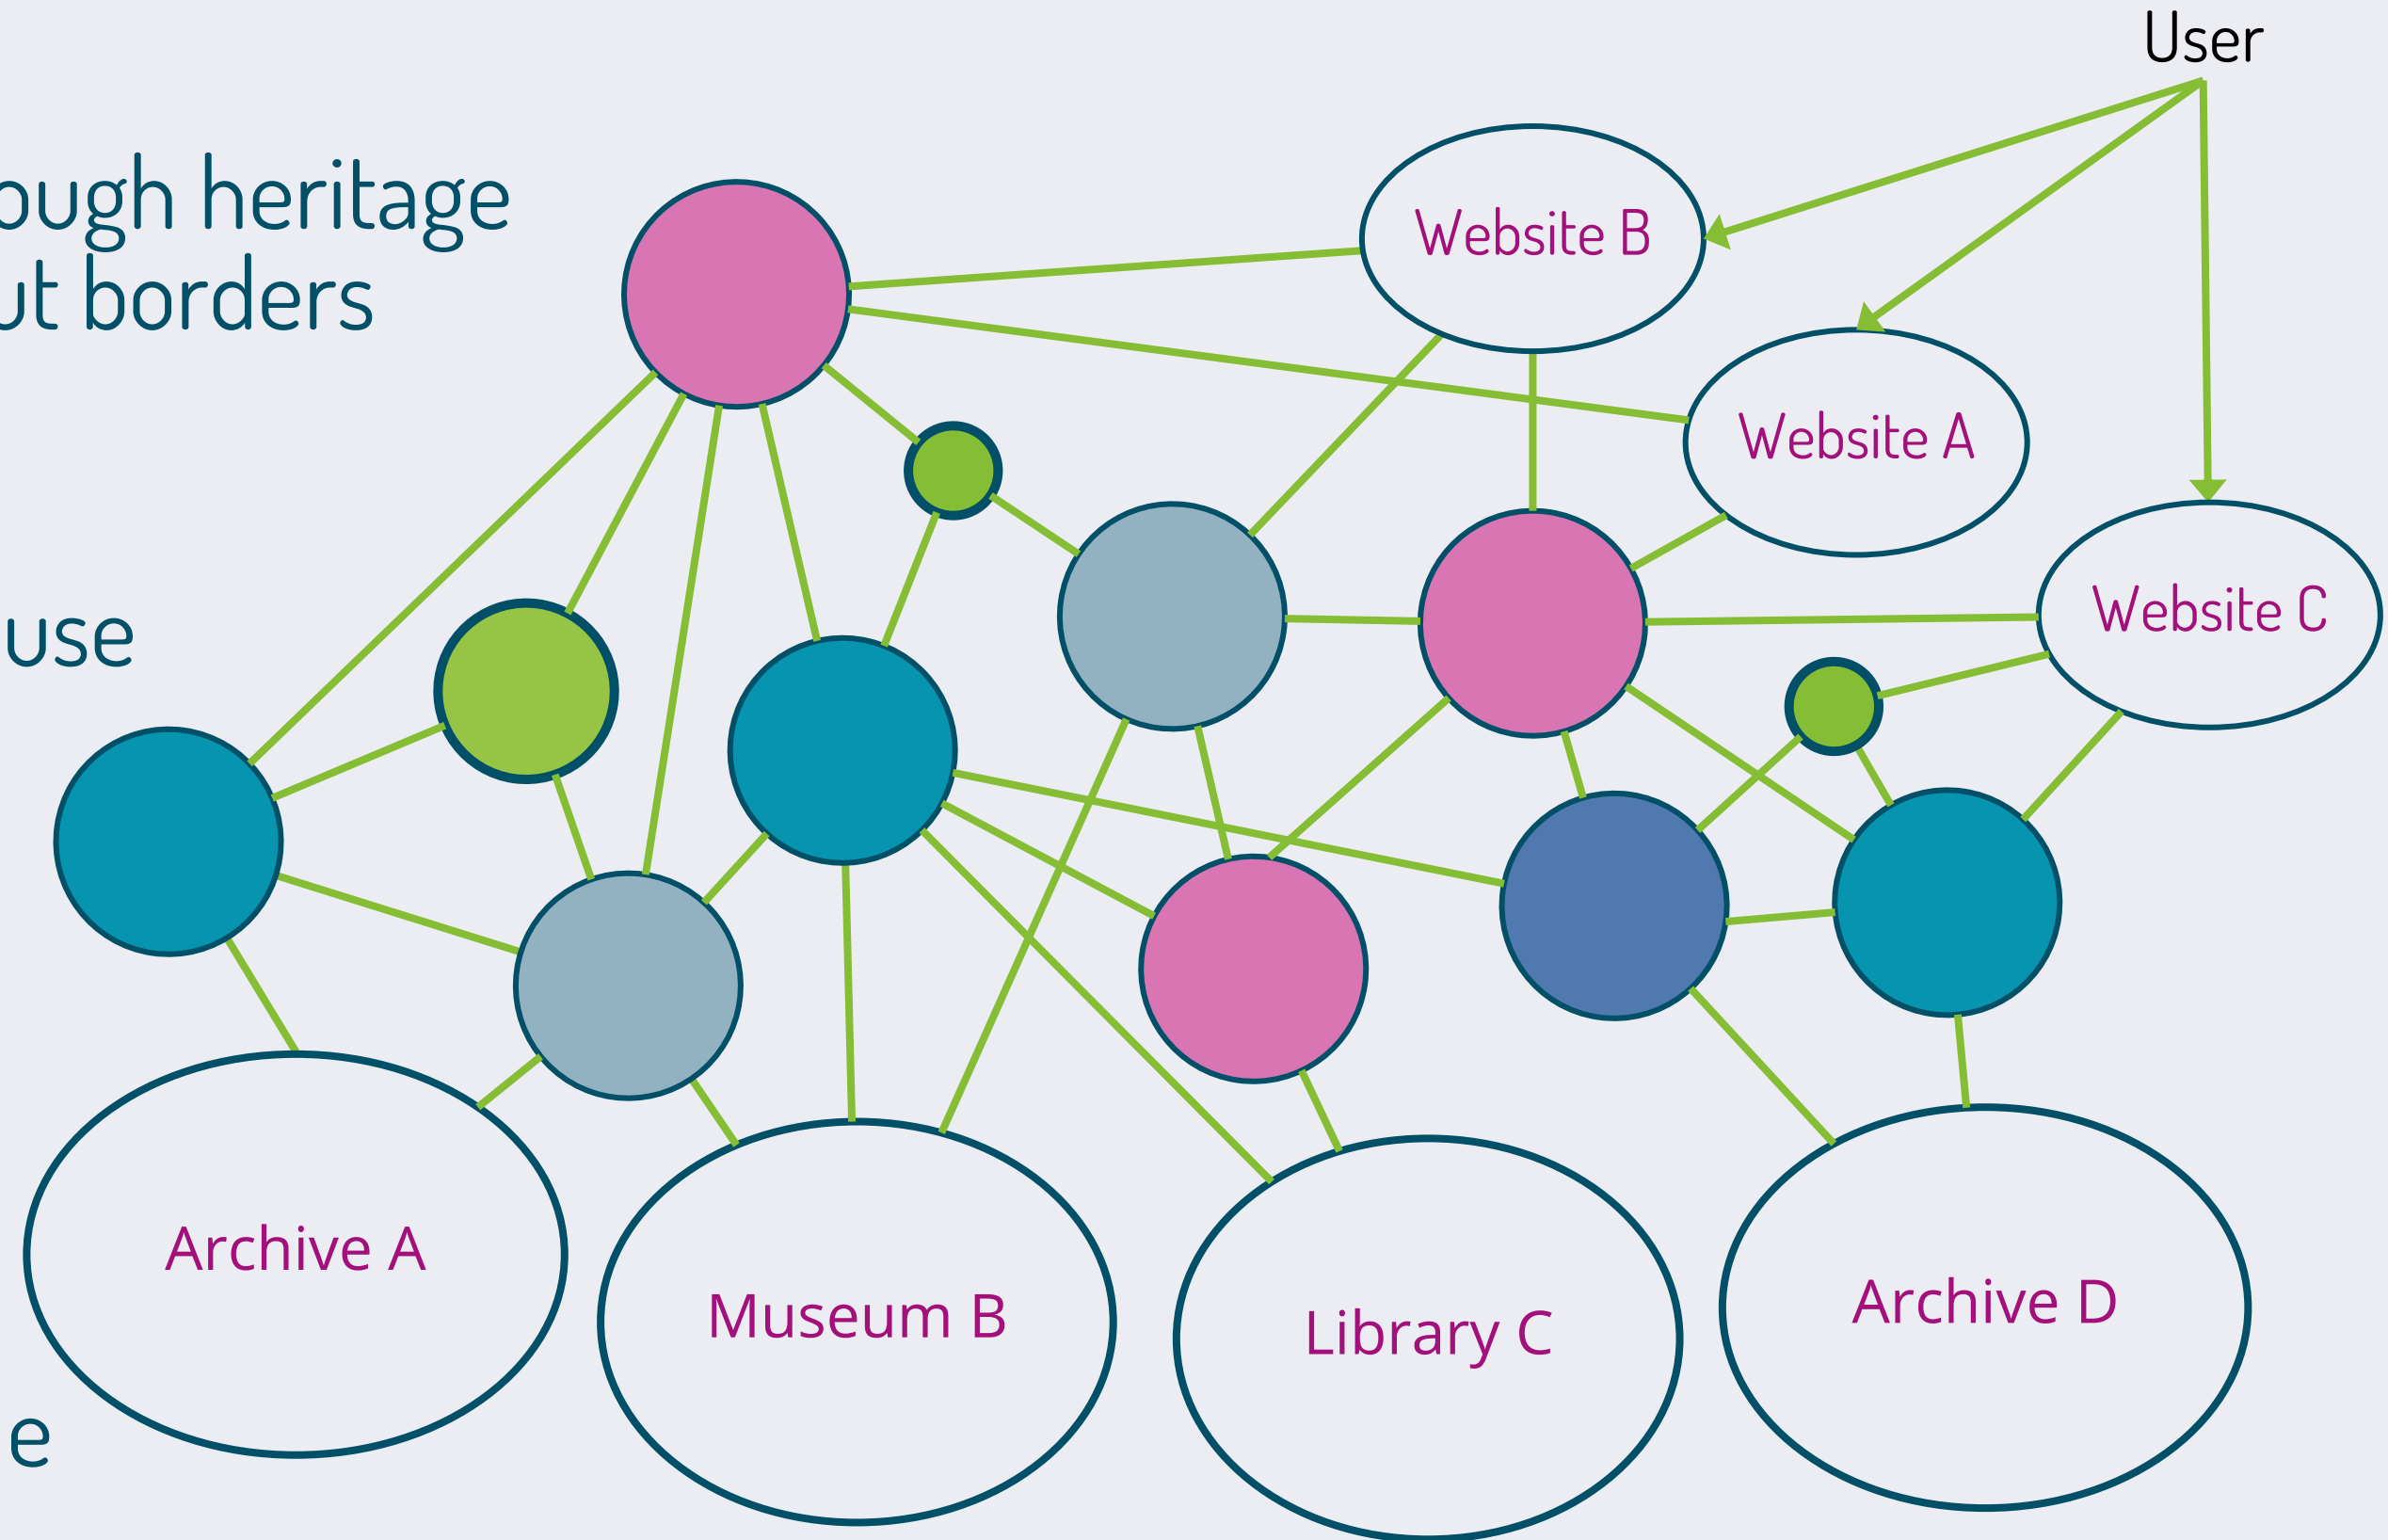 User
ough heritage
ut borders
Website B
Website A
Website C
use
Archive A
Museum B
Library C
Archive D
e